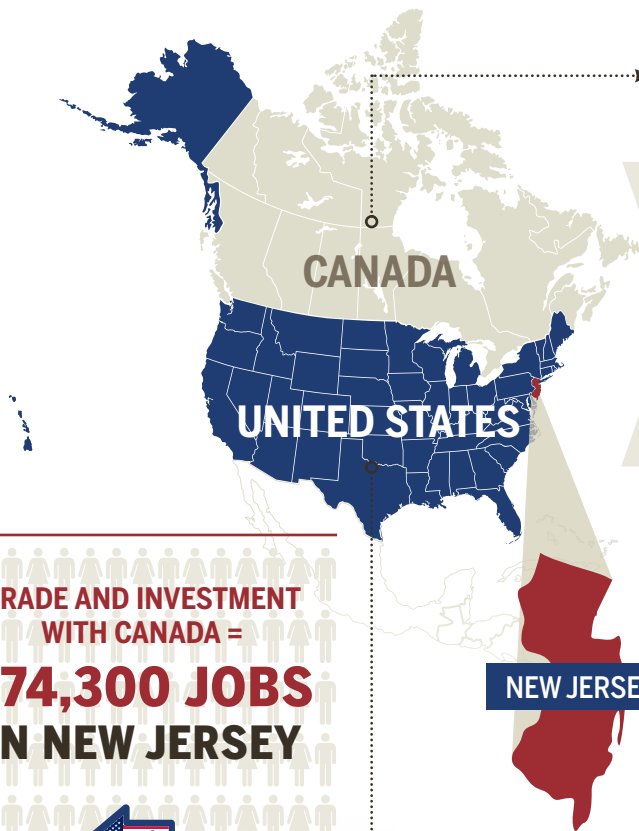 CANADA
UNITED STATES
RADE AND INVESTMENT
WITH CANADA =
74,300 JOBS
N NEW JERSEY
NEW JERSE